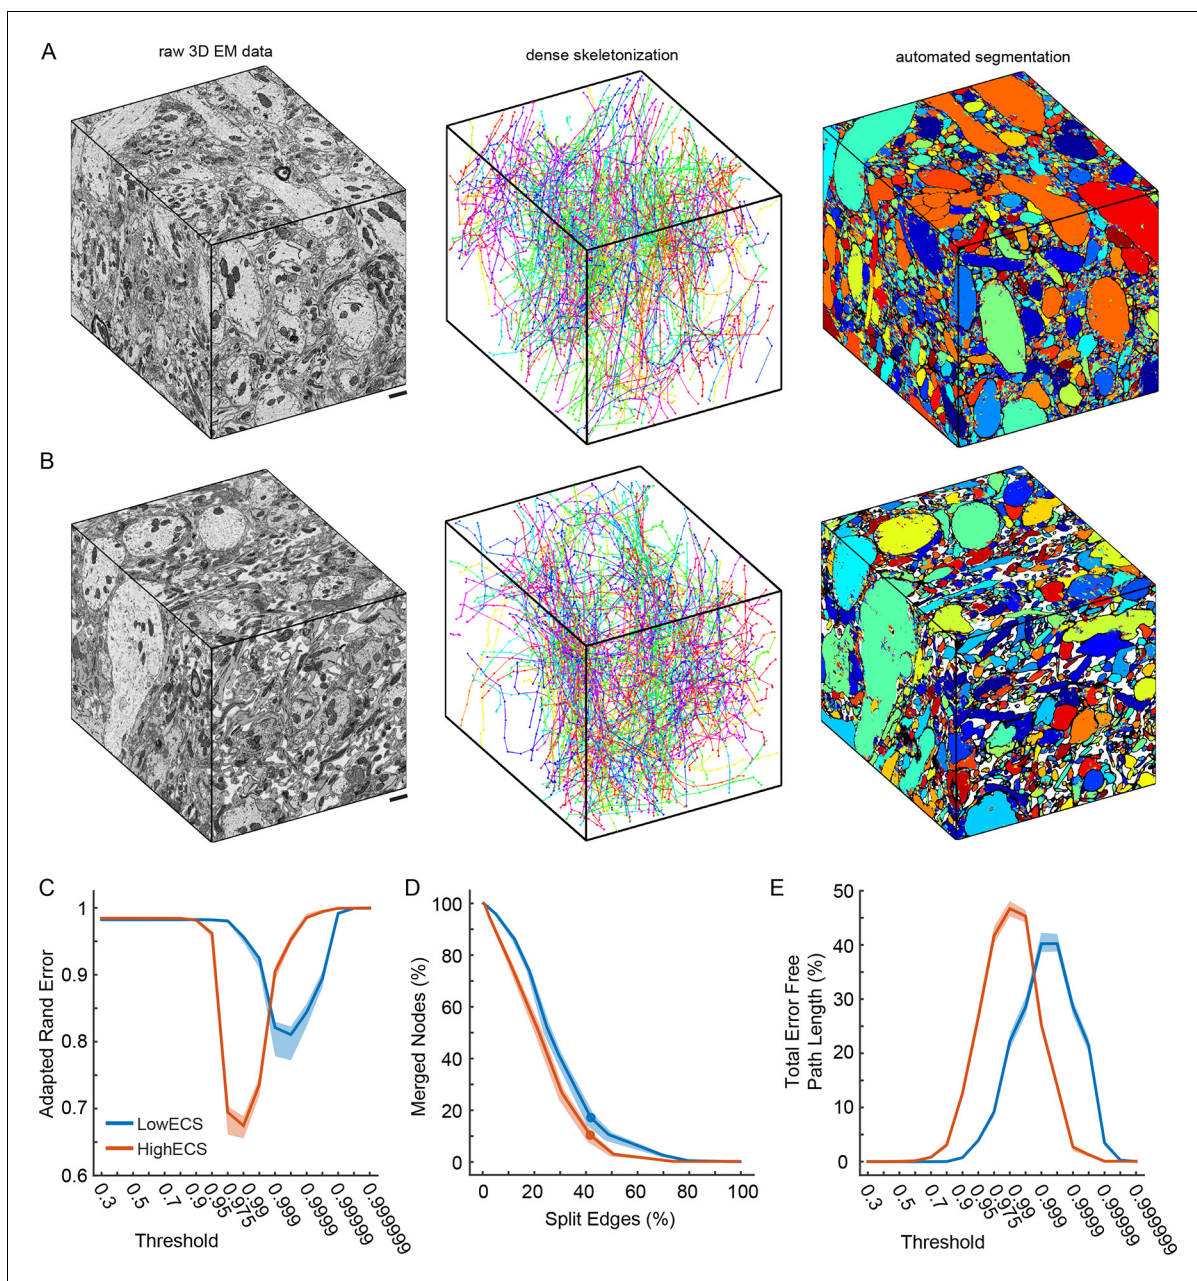 A
raw 3D EM data
dense skeletonization
automated segmentation
B
C
Adapted Rand Error
1
0.9
0.8
0.7
0.6
LowECS
HighECS
0.3
0.5
0.7
0.9
0.95
0.975
0.99
0.999
0.9999
0.99999
0.999999
Threshold
D
Merged Nodes (%)
100
80
60
40
20
0
0
20
40
60
80
100
Split Edges (%)
E
Total Error Free
Path Length (%)
50
40
30
20
10
0
0.3
0.5
0.7
0.9
0.95
0.975
0.99
0.999
0.9999
0.99999
0.999999
Threshold